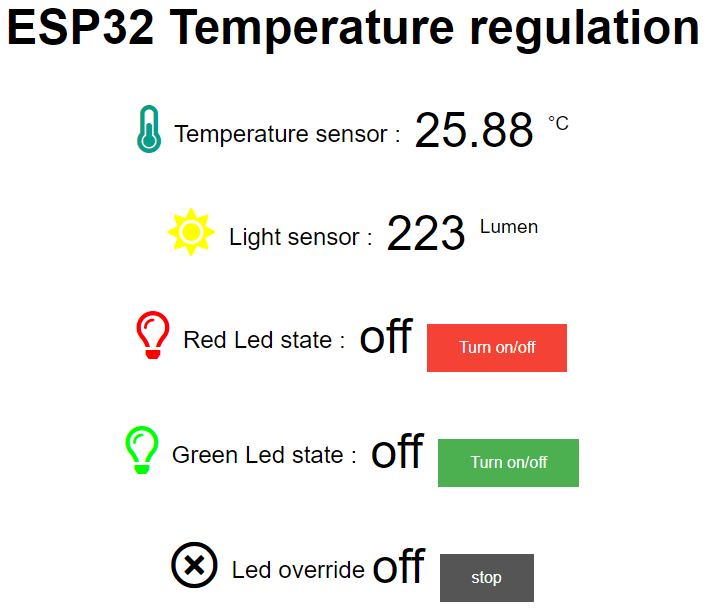 ESP32 Temperature regulation
Temperature sensor : 25.88 °C
Light sensor : 223 Lumen
Red Led state : off Turn on/off
Green Led state : off Turn on/off
Led override off stop